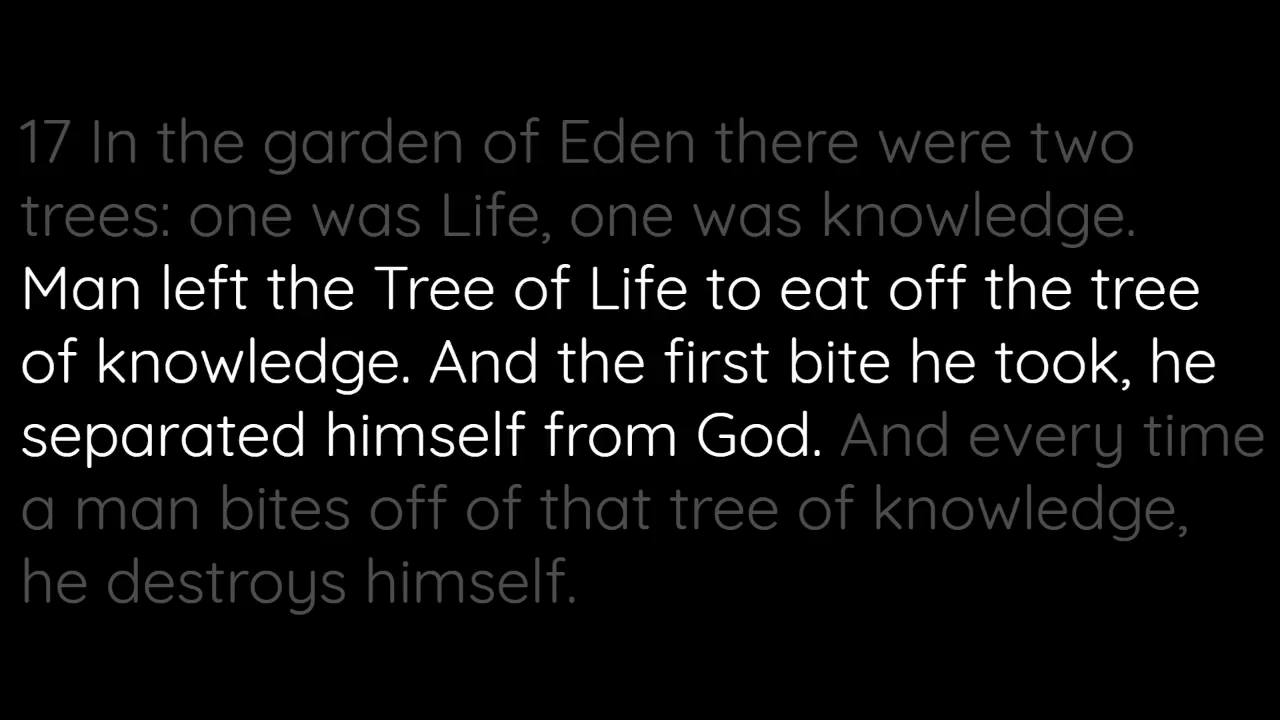 17 In the garden of Eden there were two
trees: one was Life, one was knowledge.
Man left the Tree of Life to eat off the tree
of knowledge. And the first bite he took, he
separated himself from God. And every time
a man bites off of that tree of knowledge,
he destroys himself.